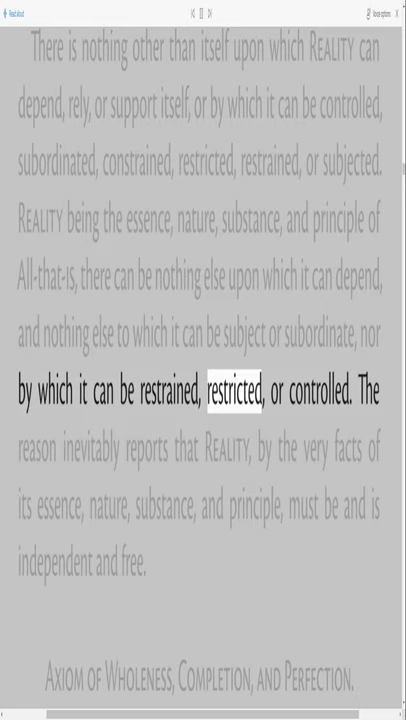 Read aloud
Voice options
There is nothing other than itself upon which REALITY can
depend, rely, or support itself, or by which it can be controlled,
subordinated, constrained, restricted, restrained, or subjected.
REALITY being the essence, nature, substance, and principle of
All-that-IS, there can be nothing else upon which it can depend,
and nothing else to which it can be subject or subordinate, nor
by which it can be restrained, restricted, or controlled. The
reason inevitably reports that REALITY, by the very facts of
its essence, nature, substance, and principle, must be and is
independent and free.
AXIOM OF WHOLENESS, COMPLETION, AND PERFECTION.